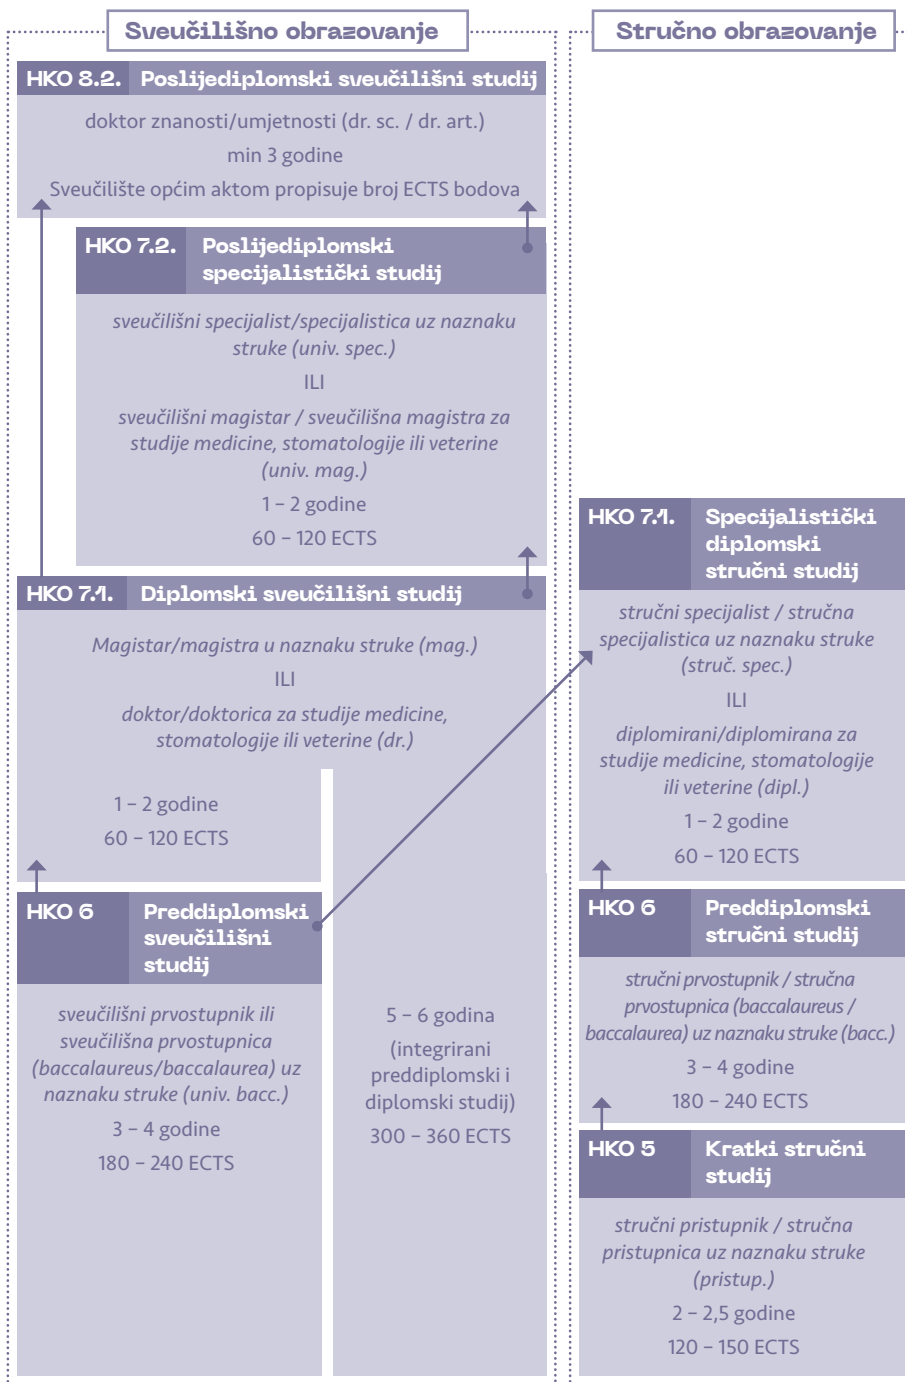 Sveučilišno obrazovanje
HKO 8.2. Poslijediplomski sveučilišni studij
doktor znanosti/umjetnosti (dr. sc. / dr. art.)
min 3 godine
Sveučilište općim aktom propisuje broj ECTS bodova
HKO 7.2. Poslijediplomski
specijalistički studij
sveučilišni specijalist/specijalistica uz naznaku
struke (univ. spec.)
ILI
sveučilišni magistar / sveučilišna magistra za
studije medicine, stomatologije ili veterine
(univ. mag.)
1 – 2 godine
60 – 120 ECTS
HKO 7.1. Diplomski sveučilišni studij
Magistar/magistra u naznaku struke (mag.)
ILI
doktor/doktorica za studije medicine,
stomatologije ili veterine (dr.)
1 – 2 godine
60 – 120 ECTS
HKO 6 Preddiplomski
sveučilišni
studij
sveučilišni prvostupnik ili
sveučilišna prvostupnica
(baccalaureus/baccalaurea) uz
naznaku struke (univ. bacc.)
3 – 4 godine
180 – 240 ECTS
5 – 6 godina
(integrirani
preddiplomski i
diplomski studij)
300 – 360 ECTS
Stručno obrazovanje
HKO 7.1. Specijalistički
diplomski
stručni studij
stručni specijalist / stručna
specijalistica uz naznaku struke
(struč. spec.)
ILI
diplomirani/diplomirana za
studije medicine, stomatologije
ili veterine (dipl.)
1 – 2 godine
60 – 120 ECTS
HKO 6 Preddiplomski
stručni studij
stručni prvostupnik / stručna
prvostupnica (baccalaureus /
baccalaurea) uz naznaku struke (bacc.)
3 – 4 godine
180 – 240 ECTS
HKO 5 Kratki stručni
studij
stručni pristupnik / stručna
pristupnica uz naznaku struke
(pristup.)
2 – 2,5 godine
120 – 150 ECTS